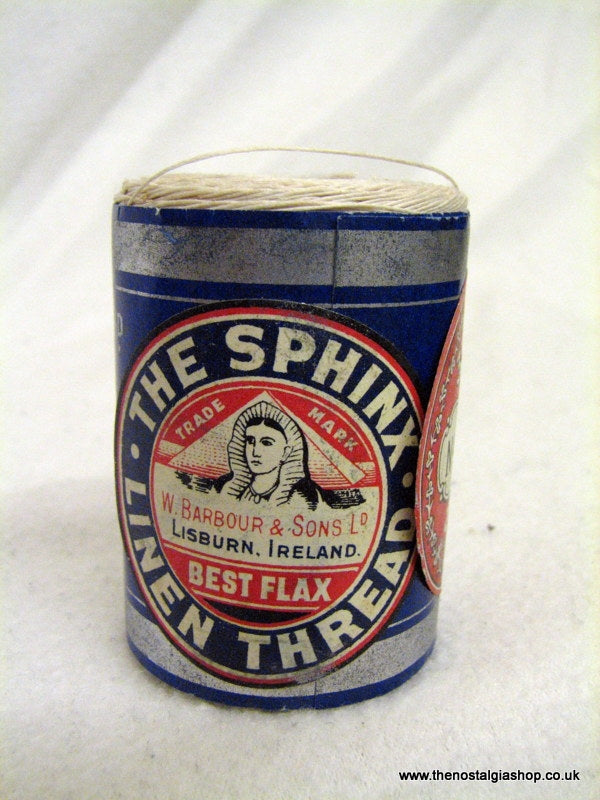 THE SPHINX
TRADE MARK
W. BARBOUR & SONS LD
LISBURN, IRELAND.
BEST FLAX
LINEN THREAD
www.thenostalgiashop.co.uk